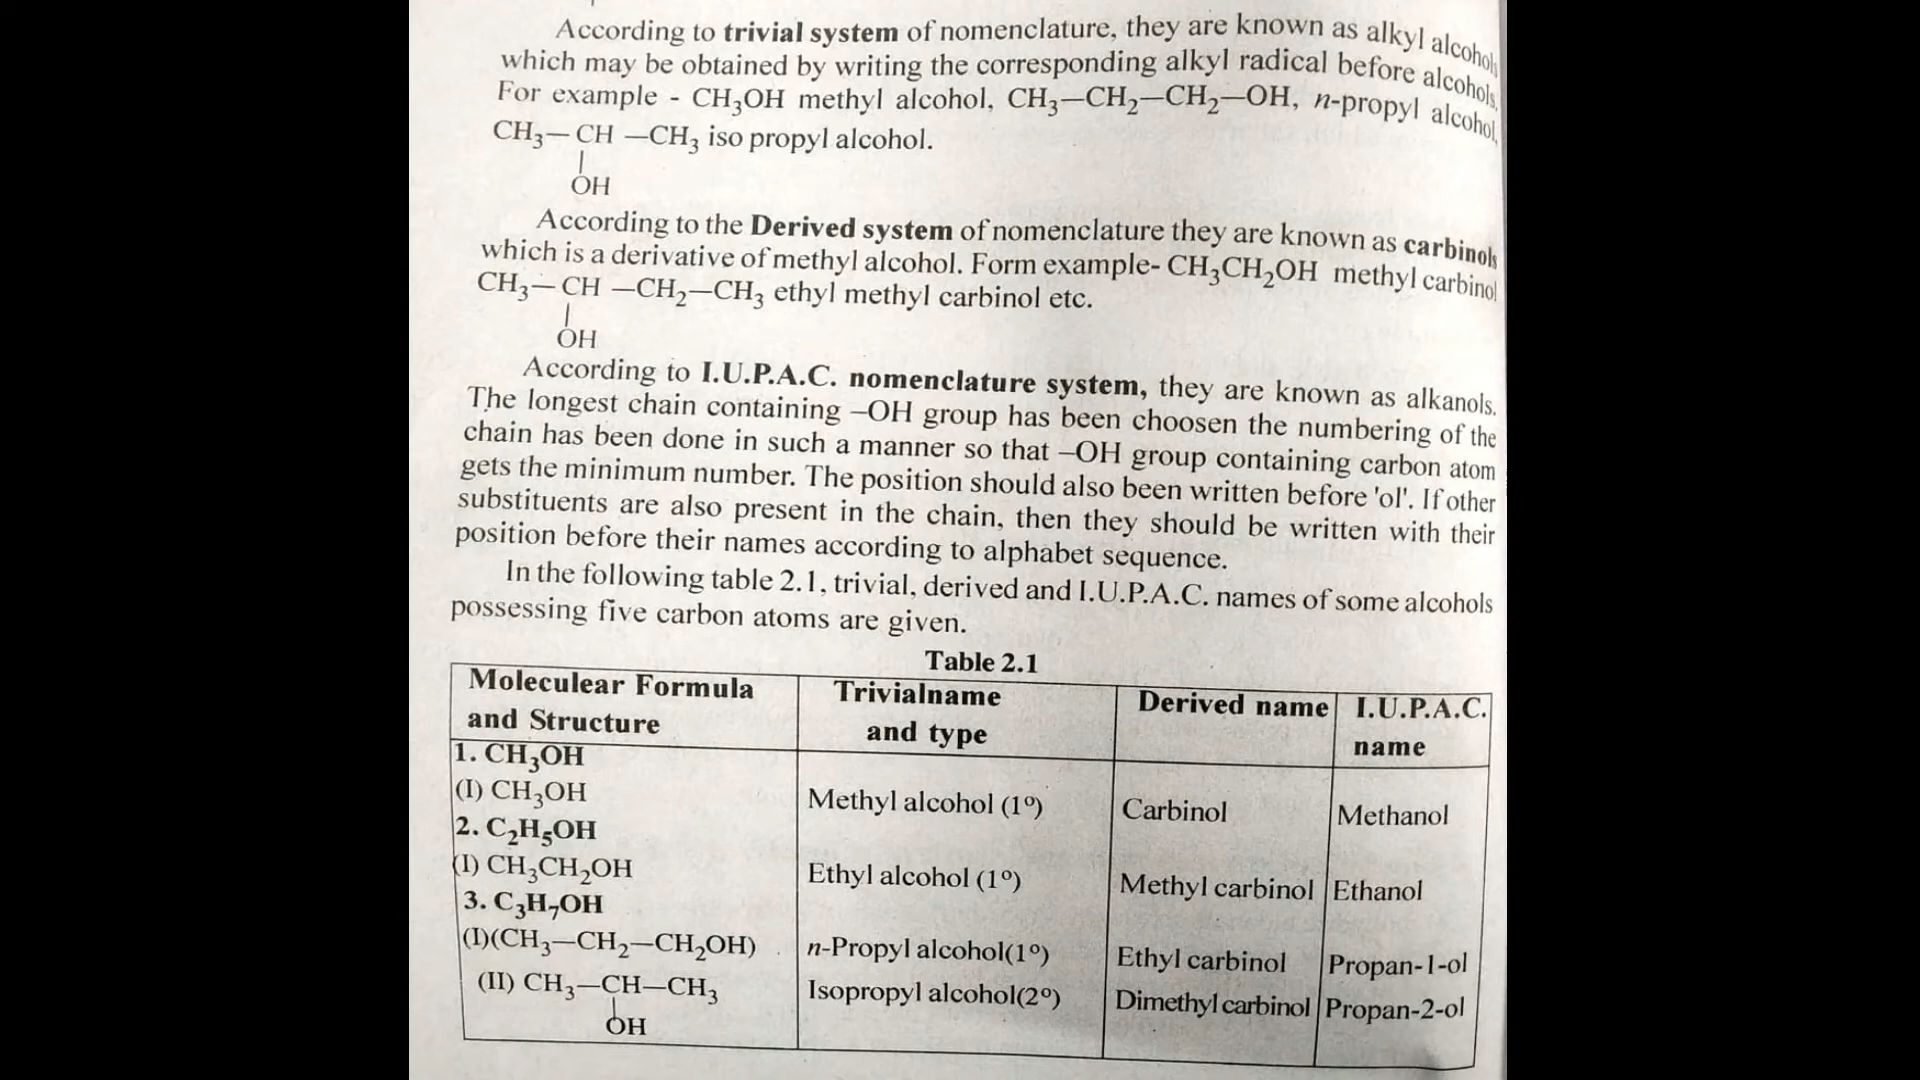 According to trivial system of nomenclature, they are known as alkyl alcohols
which may be obtained by writing the corresponding alkyl radical before alcohols.
For example - CH₃OH methyl alcohol, CH₃—CH₂—CH₂—OH, n-propyl alcohol,
CH₃— CH —CH₃ iso propyl alcohol.
|
OH
According to the Derived system of nomenclature they are known as carbinols
which is a derivative of methyl alcohol. Form example- CH₃CH₂OH methyl carbinol
CH₃— CH —CH₂—CH₃ ethyl methyl carbinol etc.
|
OH
According to I.U.P.A.C. nomenclature system, they are known as alkanols.
The longest chain containing –OH group has been choosen the numbering of the
chain has been done in such a manner so that –OH group containing carbon atom
gets the minimum number. The position should also been written before 'ol'. If other
substituents are also present in the chain, then they should be written with their
position before their names according to alphabet sequence.
In the following table 2.1, trivial, derived and I.U.P.A.C. names of some alcohols
possessing five carbon atoms are given.
Table 2.1
Moleculear Formula Trivialname Derived name I.U.P.A.C.
and Structure and type name
1. CH₃OH
(I) CH₃OH Methyl alcohol (1º) Carbinol Methanol
2. C₂H₅OH
(I) CH₃CH₂OH Ethyl alcohol (1º) Methyl carbinol Ethanol
3. C₃H₇OH
(I)(CH₃—CH₂—CH₂OH) n-Propyl alcohol(1º) Ethyl carbinol Propan-1-ol
(II) CH₃—CH—CH₃ Isopropyl alcohol(2º) Dimethyl carbinol Propan-2-ol
OH